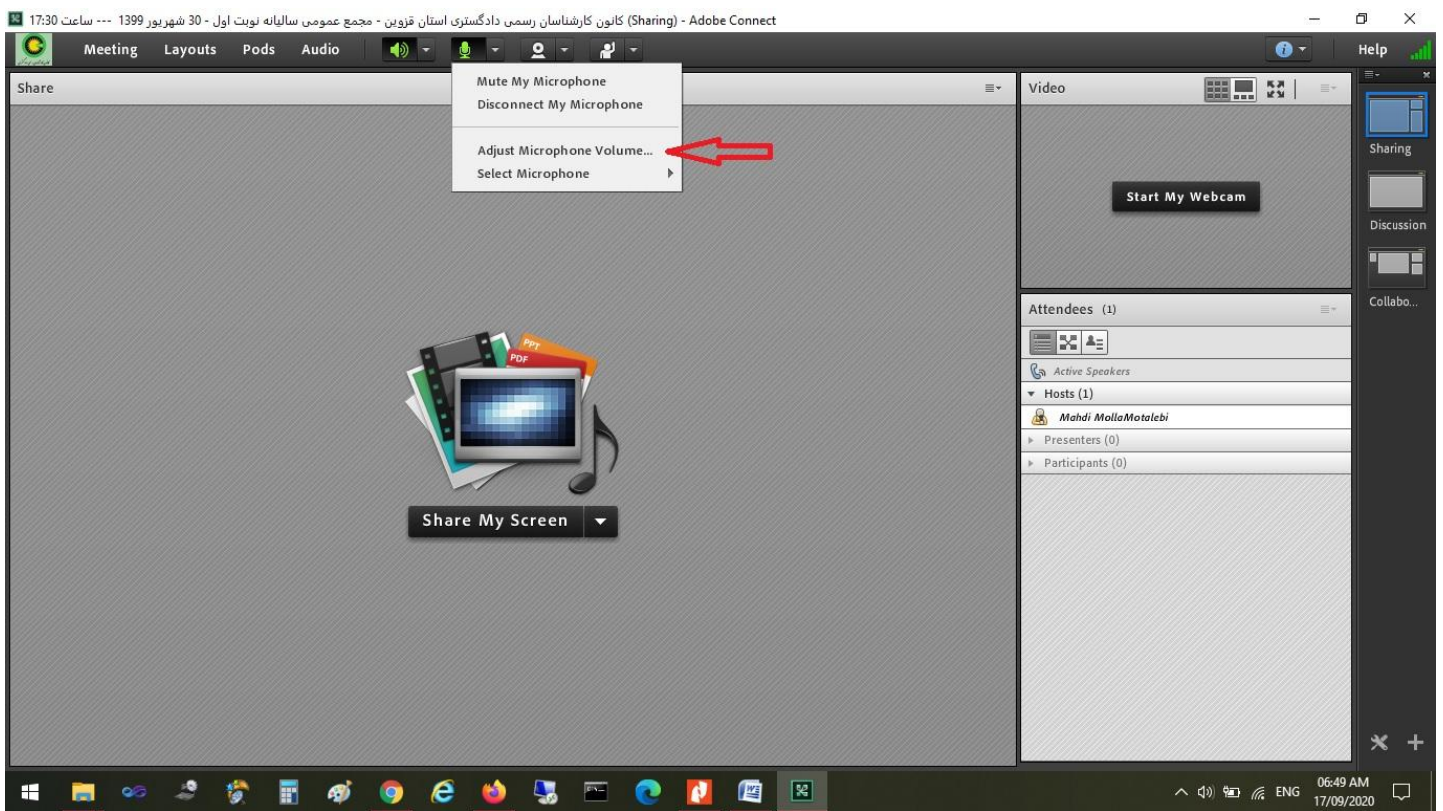 کانون کارشناسان رسمی دادگستری استان قزوین - مجمع عمومی سالیانه نوبت اول - 30 شهریور 1399 --- ساعت 17:30 (Sharing) - Adobe Connect
Meeting Layouts Pods Audio Help
Share
Mute My Microphone
Disconnect My Microphone
Adjust Microphone Volume...
Select Microphone
PPT
PDF
Share My Screen
Video
Start My Webcam
Attendees (1)
Active Speakers
Hosts (1)
Mahdi MollaMotalebi
Presenters (0)
Participants (0)
Sharing
Discussion
Collabo...
ENG
06:49 AM
17/09/2020